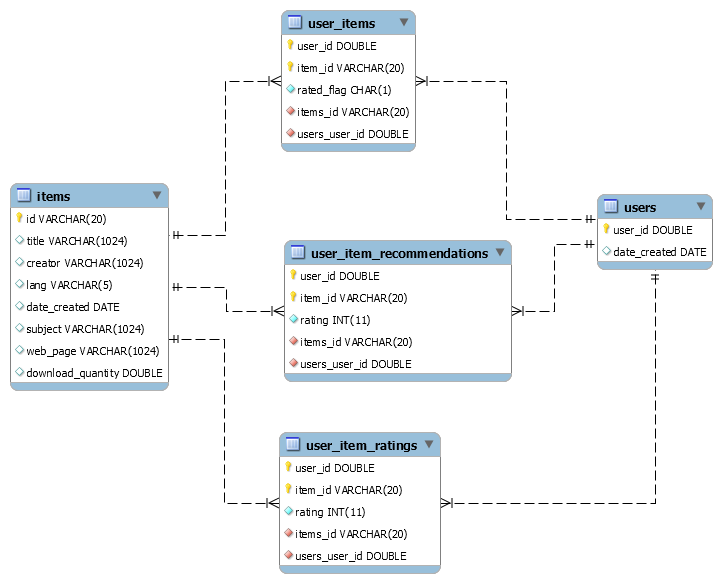 user_items
user_id DOUBLE
item_id VARCHAR(20)
rated_flag CHAR(1)
items_id VARCHAR(20)
users_user_id DOUBLE
items
id VARCHAR(20)
title VARCHAR(1024)
creator VARCHAR(1024)
lang VARCHAR(5)
date_created DATE
subject VARCHAR(1024)
web_page VARCHAR(1024)
download_quantity DOUBLE
users
user_id DOUBLE
date_created DATE
user_item_recommendations
user_id DOUBLE
item_id VARCHAR(20)
rating INT(11)
items_id VARCHAR(20)
users_user_id DOUBLE
user_item_ratings
user_id DOUBLE
item_id VARCHAR(20)
rating INT(11)
items_id VARCHAR(20)
users_user_id DOUBLE